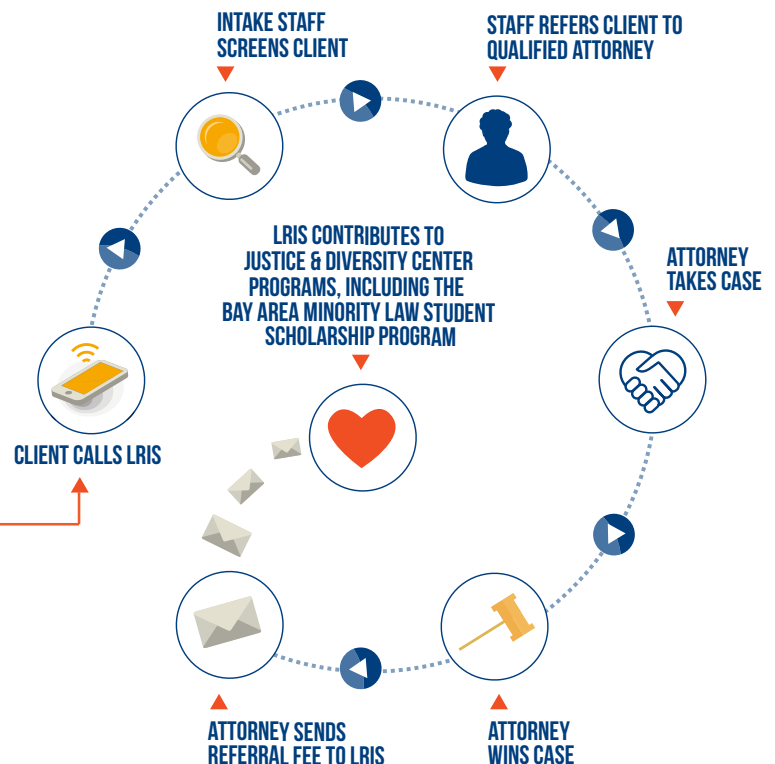 INTAKE STAFF
SCREENS CLIENT
STAFF REFERS CLIENT TO
QUALIFIED ATTORNEY
LRIS CONTRIBUTES TO
JUSTICE & DIVERSITY CENTER
PROGRAMS, INCLUDING THE
BAY AREA MINORITY LAW STUDENT
SCHOLARSHIP PROGRAM
ATTORNEY
TAKES CASE
CLIENT CALLS LRIS
ATTORNEY SENDS
REFERRAL FEE TO LRIS
ATTORNEY
WINS CASE